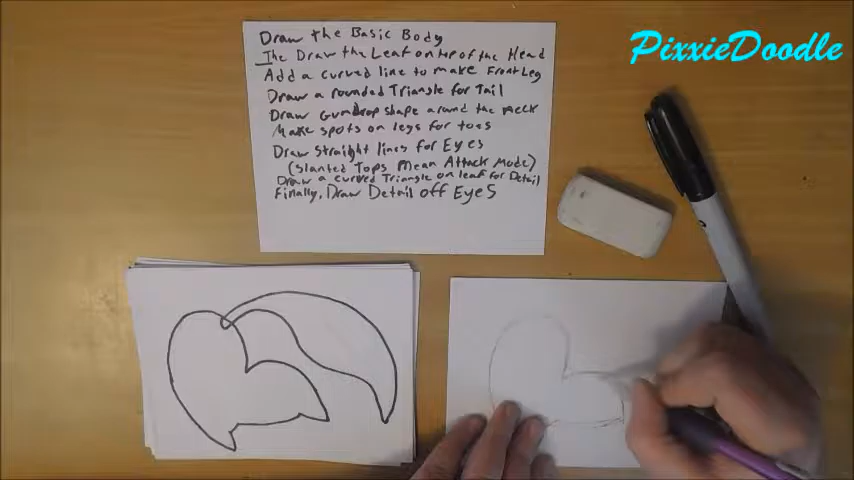 Draw the Basic Body
The Draw the Leaf on top of the Head
Add a curved line to make Front Leg
Draw a rounded Triangle for Tail
Draw Gumdrop shape around the Neck
Make spots on legs for toes
Draw straight lines for Eyes
(Slanted Tops Mean Attack Mode)
Draw a curved Triangle on leaf for Detail
Finally, Draw Detail off Eyes
PixxieDoodle